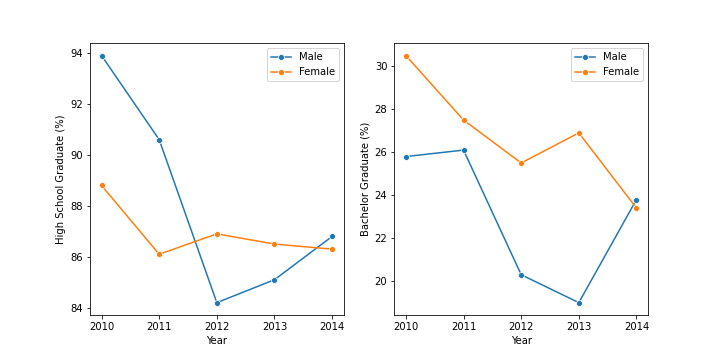 Male
Female
High School Graduate (%)
94
92
90
88
86
84
2010
2011
2012
2013
2014
Year
Male
Female
Bachelor Graduate (%)
30
28
26
24
22
20
2010
2011
2012
2013
2014
Year